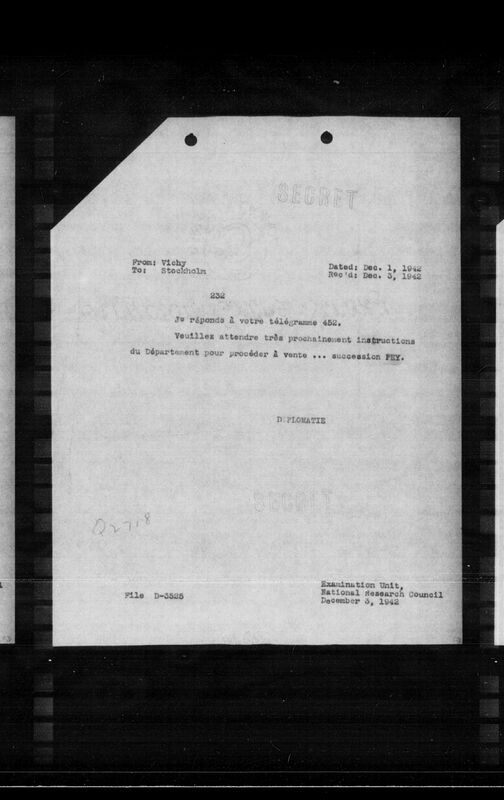 SECRET
From: Vichy
To: Stockholm
Dated: Dec. 1, 1942
Rec'd: Dec. 3, 1942
232
Je réponds à votre télégramme 452.
Veuillez attendre très prochainement instructions
du Département pour procéder à vente ... succession FEY.
DIPLOMATIE
SECRET
Q2718
File D-3525
Examination Unit,
National Research Council
December 3, 1942